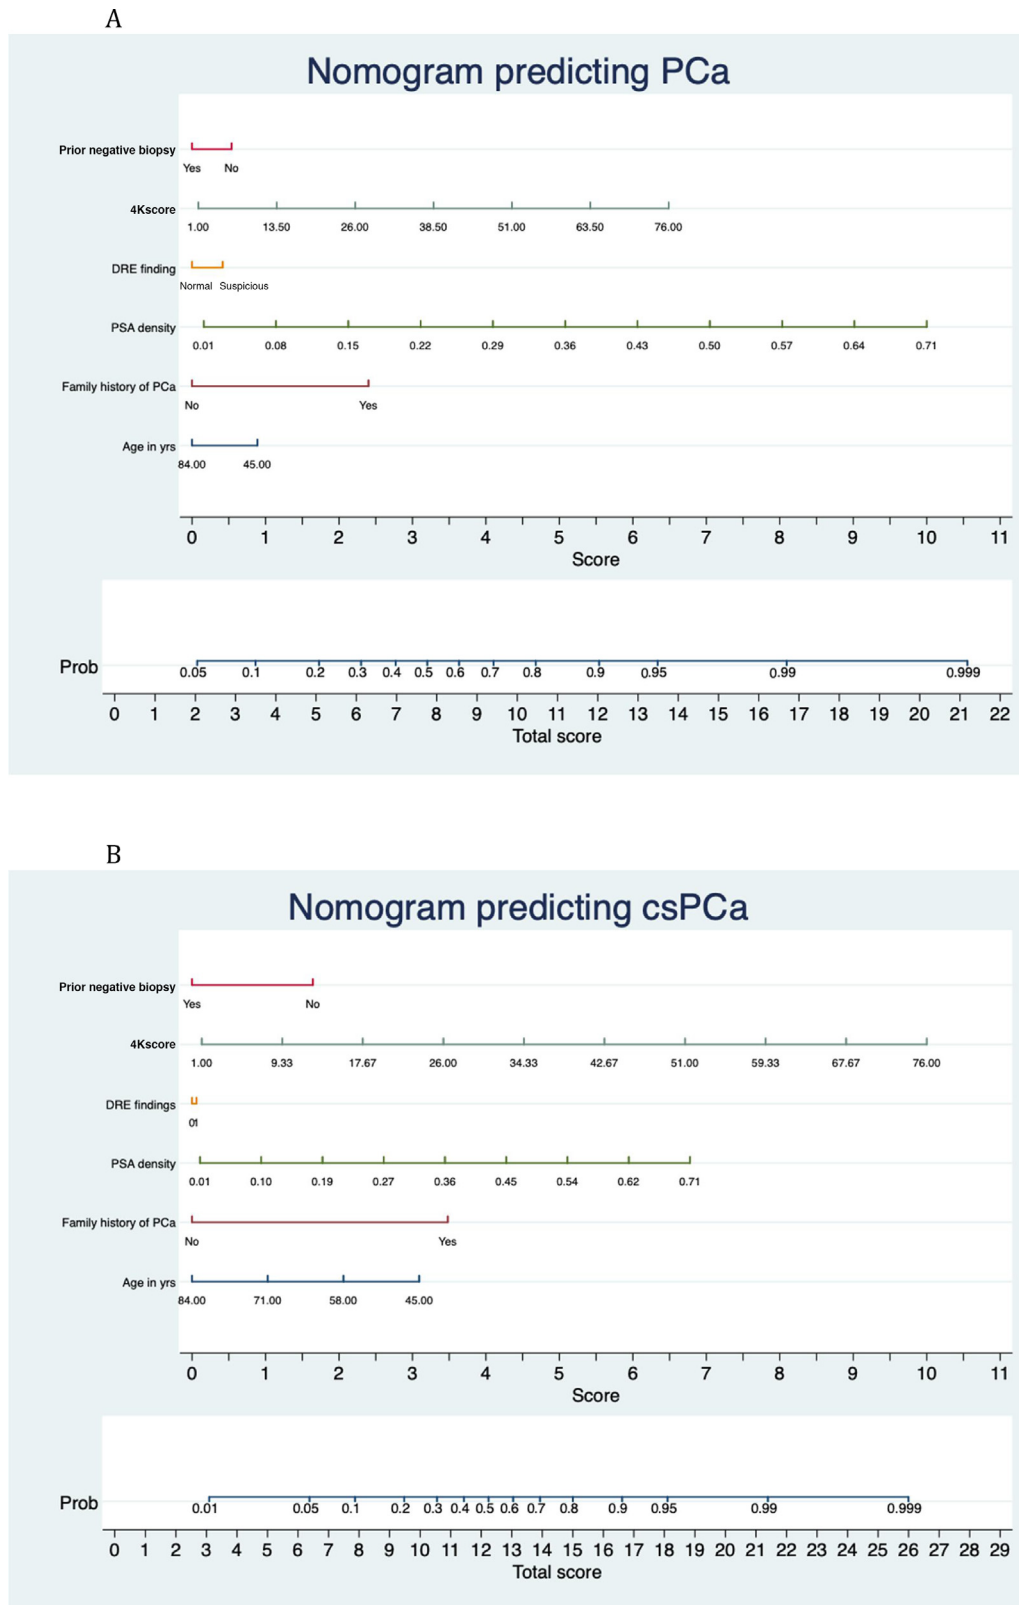 A
Nomogram predicting PCa
Prior negative biopsy
Yes No
4Kscore
1.00 13.50 26.00 38.50 51.00 63.50 76.00
DRE finding
Normal Suspicious
PSA density
0.01 0.08 0.15 0.22 0.29 0.36 0.43 0.50 0.57 0.64 0.71
Family history of PCa
No Yes
Age in yrs
84.00 45.00
0 1 2 3 4 5 6 7 8 9 10 11
Score
Prob
0.05 0.1 0.2 0.3 0.4 0.5 0.6 0.7 0.8 0.9 0.95 0.99 0.999
0 1 2 3 4 5 6 7 8 9 10 11 12 13 14 15 16 17 18 19 20 21 22
Total score
B
Nomogram predicting csPCa
Prior negative biopsy
Yes No
4Kscore
1.00 9.33 17.67 26.00 34.33 42.67 51.00 59.33 67.67 76.00
DRE findings
01
PSA density
0.01 0.10 0.19 0.27 0.36 0.45 0.54 0.62 0.71
Family history of PCa
No Yes
Age in yrs
84.00 71.00 58.00 45.00
0 1 2 3 4 5 6 7 8 9 10 11
Score
Prob
0.01 0.05 0.1 0.2 0.3 0.4 0.5 0.6 0.7 0.8 0.9 0.95 0.99 0.999
0 1 2 3 4 5 6 7 8 9 10 11 12 13 14 15 16 17 18 19 20 21 22 23 24 25 26 27 28 29
Total score